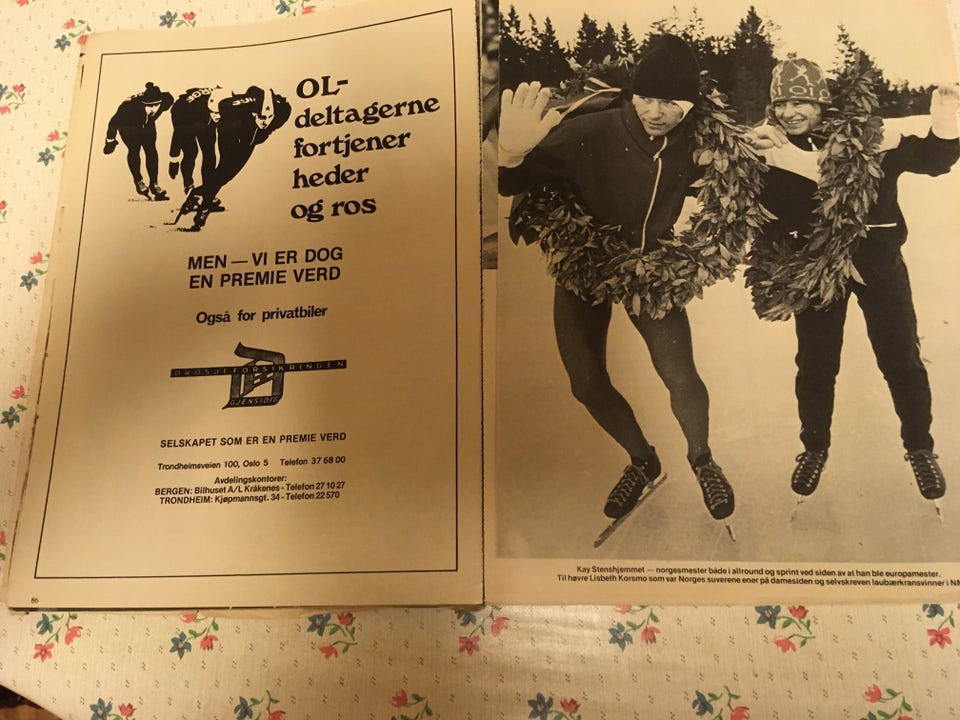 OL-
deltagerne
fortjener
heder
og ros
MEN — VI ER DOG
EN PREMIE VERD
Også for privatbiler
DROSJEFORSIKRINGEN
GJENSIDIG
SELSKAPET SOM ER EN PREMIE VERD
Trondheimsveien 100, Oslo 5 Telefon 37 68 00
Avdelingskontorer:
BERGEN: Bilhuset A/L Kråkenes - Telefon 27 10 27
TRONDHEIM: Kjøpmannsgt. 34 - Telefon 22 570
86
Kay Stenshjemmet — norgesmester både i allround og sprint ved siden av at han ble europamester.
Til høvre Lisbeth Korsmo som var Norges suverene ener på damesiden og selvskreven laubærkransvinner i NM